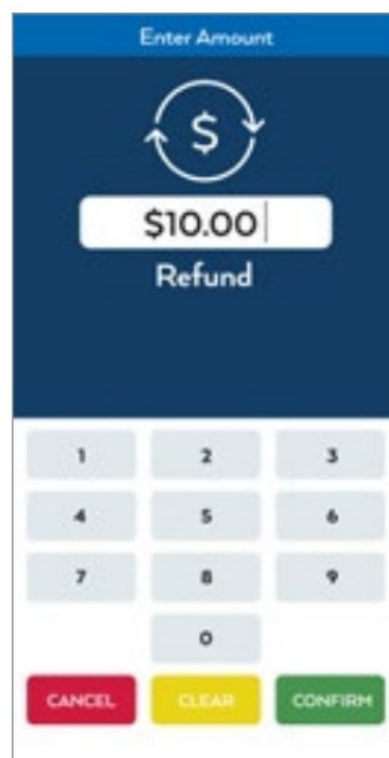 Enter Amount
$
$10.00
Refund
1 2 3
4 5 6
7 8 9
0
CANCEL CLEAR CONFIRM